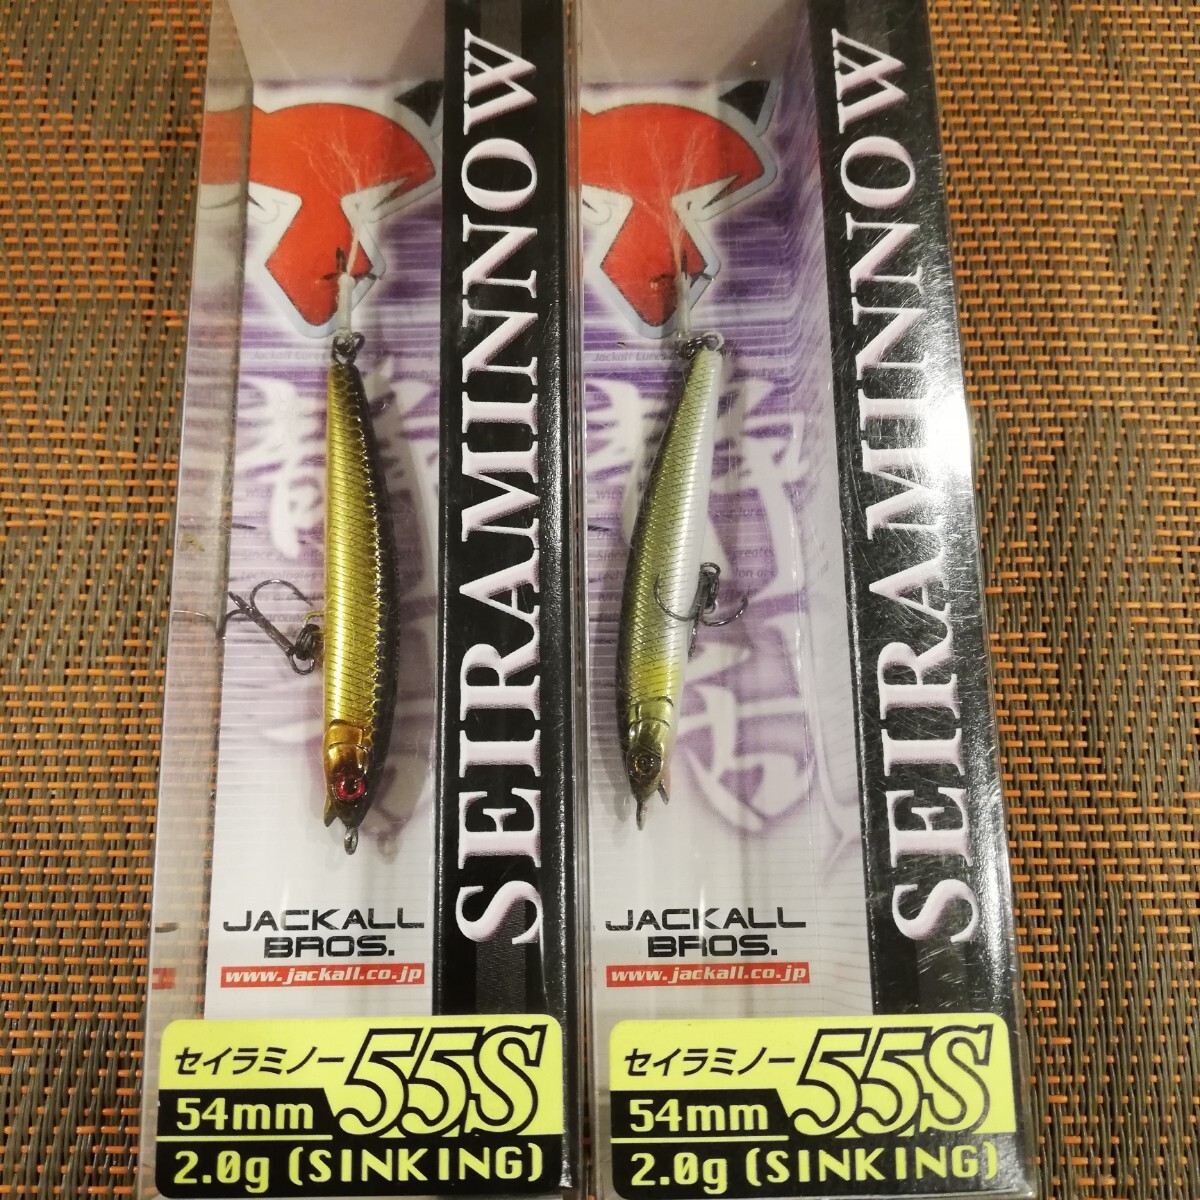 SEIRAMINNOW
JACKALL
BROS.
www.jackall.co.jp
セイラミノー 55S
54mm
2.0g (SINKING)
SEIRAMINNOW
JACKALL
BROS.
www.jackall.co.jp
セイラミノー 55S
54mm
2.0g (SINKING)